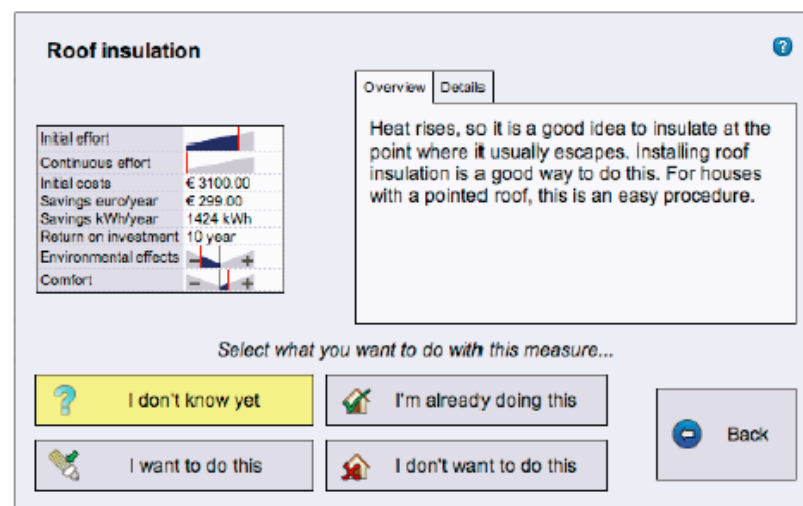 Roof insulation
?
Overview Details
Heat rises, so it is a good idea to insulate at the
point where it usually escapes. Installing roof
insulation is a good way to do this. For houses
with a pointed roof, this is an easy procedure.
Initial effort
Continuous effort
Initial costs € 3100.00
Savings euro/year € 299.00
Savings kWh/year 1424 kWh
Return on investment 10 year
Environmental effects − +
Comfort − +
Select what you want to do with this measure...
? I don't know yet
I'm already doing this
I want to do this
I don't want to do this
Back